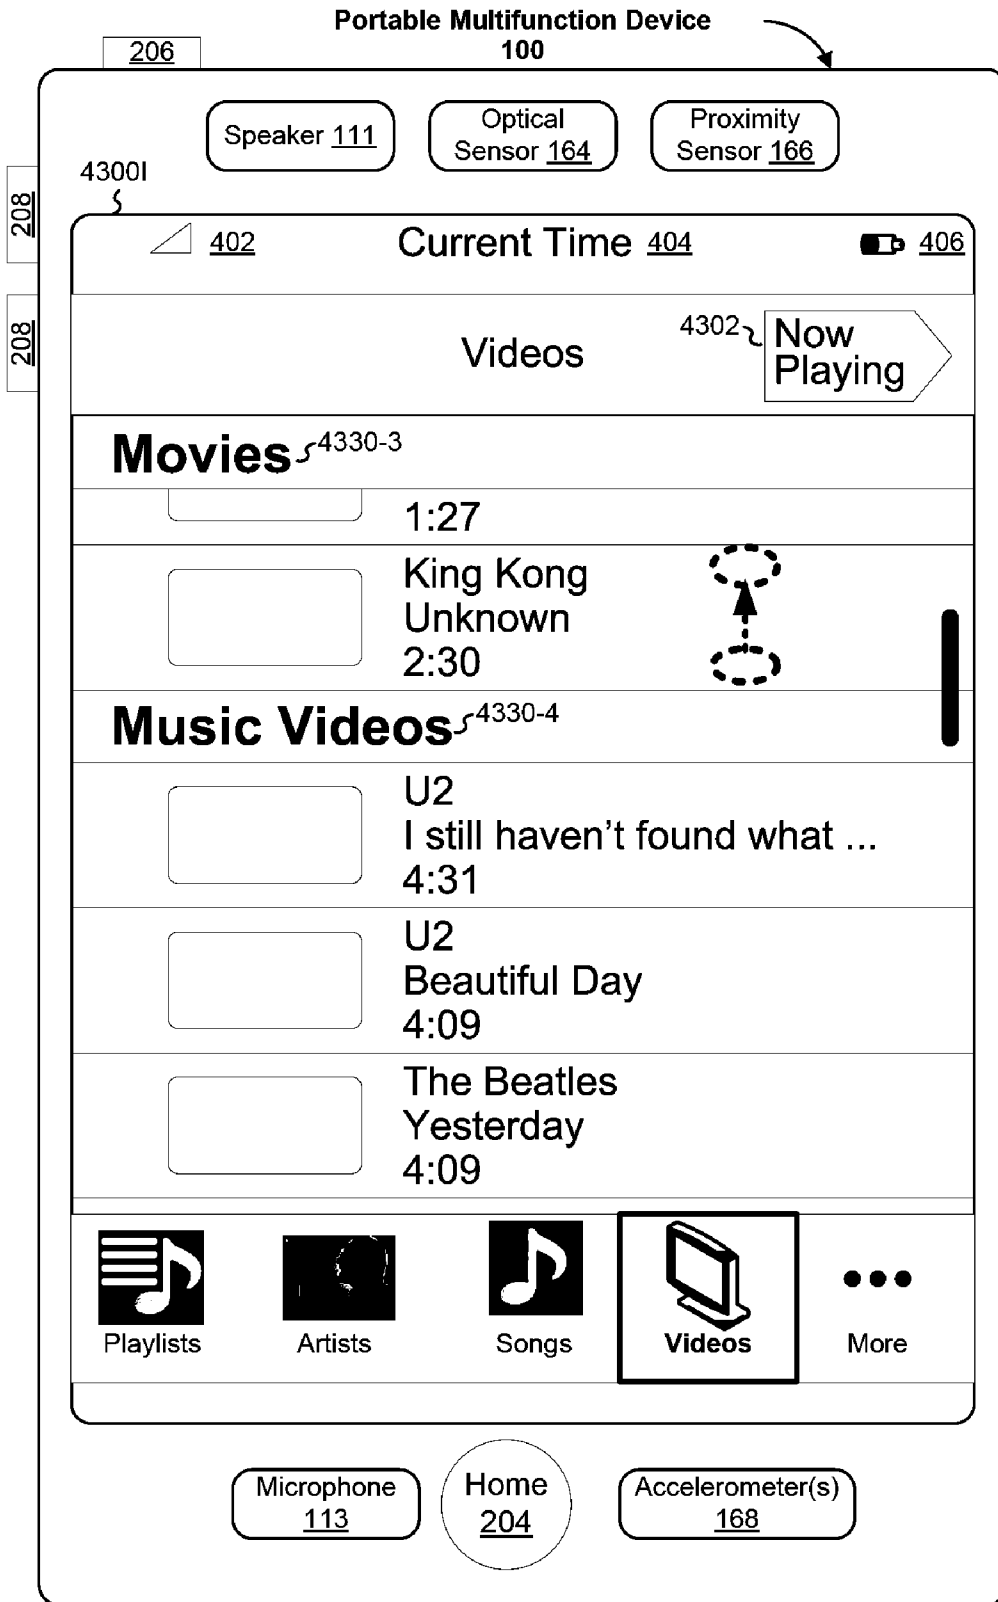 Portable Multifunction Device
100
206
Speaker 111
Optical
Sensor 164
Proximity
Sensor 166
4300I
208
208
402
Current Time 404
406
Videos
4302
Now
Playing
Movies
4330-3
1:27
King Kong
Unknown
2:30
Music Videos
4330-4
U2
I still haven't found what ...
4:31
U2
Beautiful Day
4:09
The Beatles
Yesterday
4:09
Playlists
Artists
Songs
Videos
More
Microphone
113
Home
204
Accelerometer(s)
168